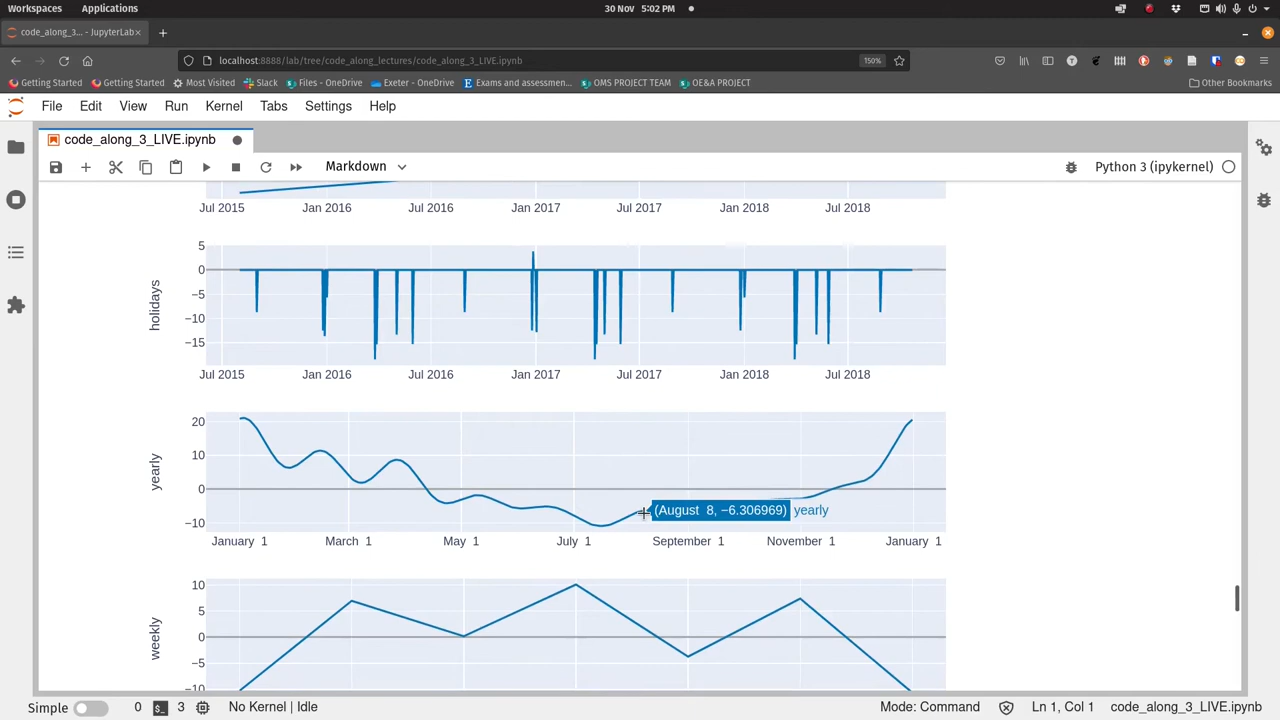 Workspaces Applications 30 Nov 5:02 PM
code_along_3... - JupyterLab
localhost:8888/lab/tree/code_along_lectures/code_along_3_LIVE.ipynb 150%
Getting Started Getting Started Most Visited Slack Files - OneDrive Exeter - OneDrive Exams and assessmen... OMS PROJECT TEAM OE&A PROJECT Other Bookmarks
File Edit View Run Kernel Tabs Settings Help
code_along_3_LIVE.ipynb
Markdown Python 3 (ipykernel)
Jul 2015 Jan 2016 Jul 2016 Jan 2017 Jul 2017 Jan 2018 Jul 2018
holidays
5
0
−5
−10
−15
Jul 2015 Jan 2016 Jul 2016 Jan 2017 Jul 2017 Jan 2018 Jul 2018
yearly
20
10
0
−10
(August 8, −6.306969) yearly
January 1 March 1 May 1 July 1 September 1 November 1 January 1
weekly
10
5
0
−5
−10
Simple 0 3 No Kernel | Idle Mode: Command Ln 1, Col 1 code_along_3_LIVE.ipynb